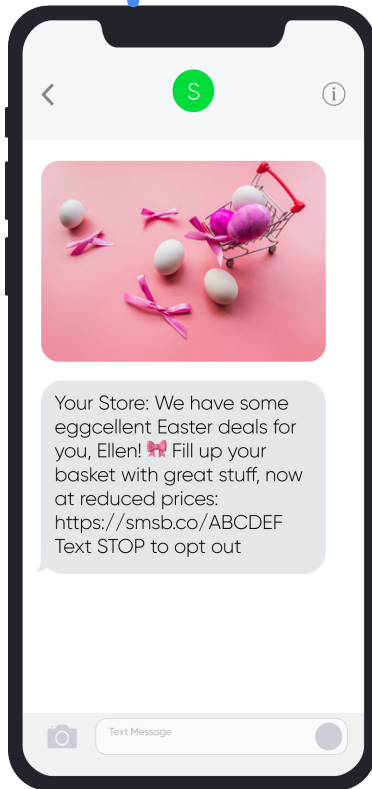 S
i
Your Store: We have some
eggcellent Easter deals for
you, Ellen! 🎀 Fill up your
basket with great stuff, now
at reduced prices:
https://smsb.co/ABCDEF
Text STOP to opt out
Text Message